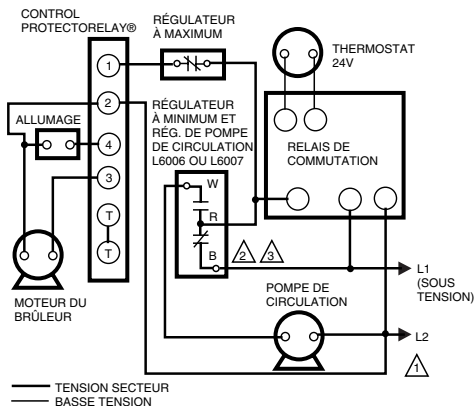 CONTROL
PROTECTORELAY®
RÉGULATEUR
À MAXIMUM
THERMOSTAT
24V
1
2
ALLUMAGE
4
3
T
T
RÉGULATEUR
À MINIMUM ET
RÉG. DE POMPE
DE CIRCULATION
L6006 OU L6007
RELAIS DE
COMMUTATION
W
R
B
2
3
L1
(SOUS
TENSION)
MOTEUR DU
BRÛLEUR
POMPE DE
CIRCULATION
L2
1
TENSION SECTEUR
BASSE TENSION